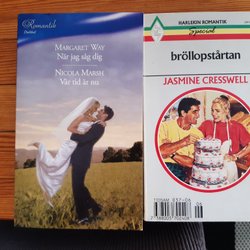 Romantik
MARGARET WAY
När jag såg dig
NICOLA MARSH
Vår tid är nu
HARLEKIN ROMANTIK
Special
bröllopstårtan
JASMINE CRESSWELL